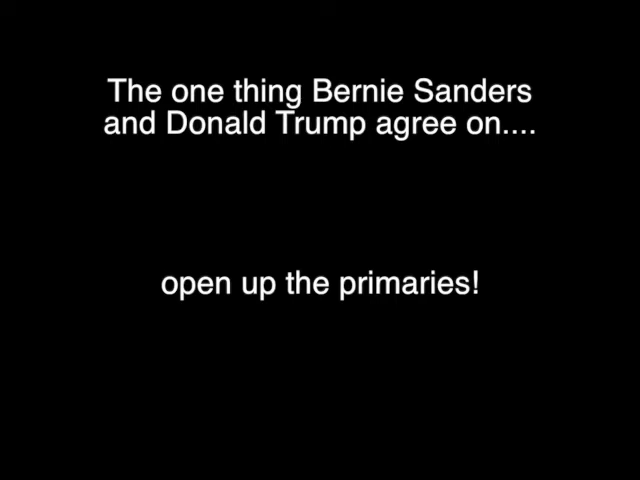 The one thing Bernie Sanders
and Donald Trump agree on....
open up the primaries!